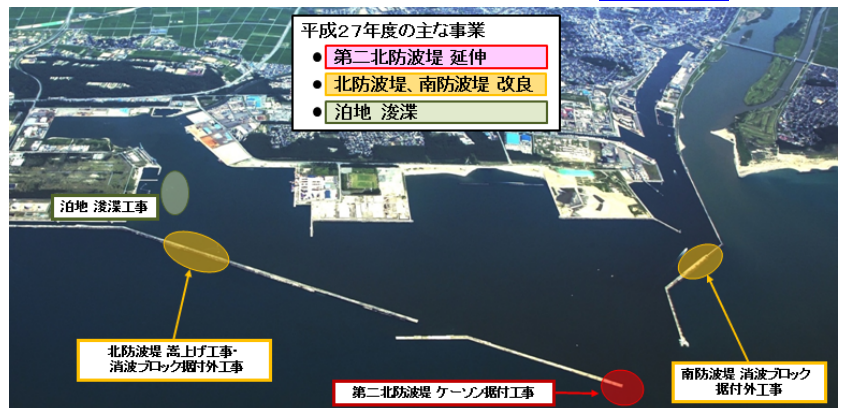 平成27年度の主な事業
● 第二北防波堤 延伸
● 北防波堤、南防波堤 改良
● 泊地 浚渫
泊地 浚渫工事
北防波堤 嵩上げ工事・
消波ブロック据付外工事
第二北防波堤 ケーソン据付工事
南防波堤 消波ブロック
据付外工事